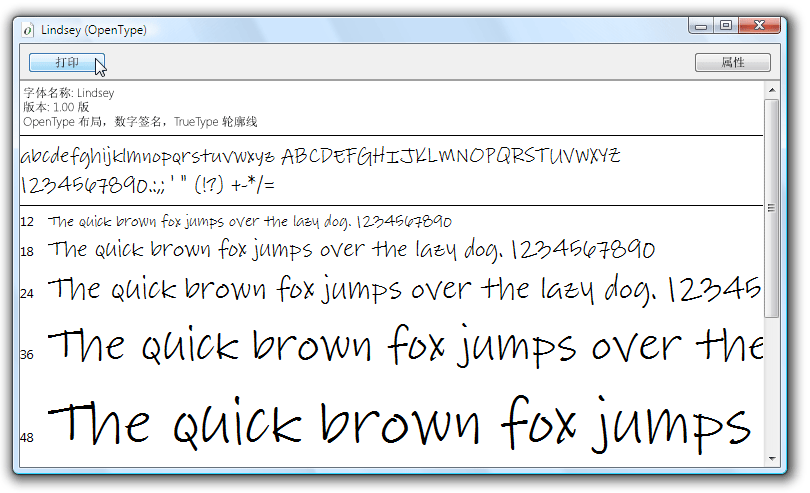 Lindsey (OpenType)
打印 属性
字体名称: Lindsey
版本: 1.00 版
OpenType 布局，数字签名，TrueType 轮廓线
abcdefghijklmnopqrstuvwxyz ABCDEFGHIJKLMNOPQRSTUVWXYZ
1234567890.:,; ' " (!?) +-*/=
12 The quick brown fox jumps over the lazy dog. 1234567890
18 The quick brown fox jumps over the lazy dog. 1234567890
24 The quick brown fox jumps over the lazy dog. 12345
36 The quick brown fox jumps over the
48 The quick brown fox jumps